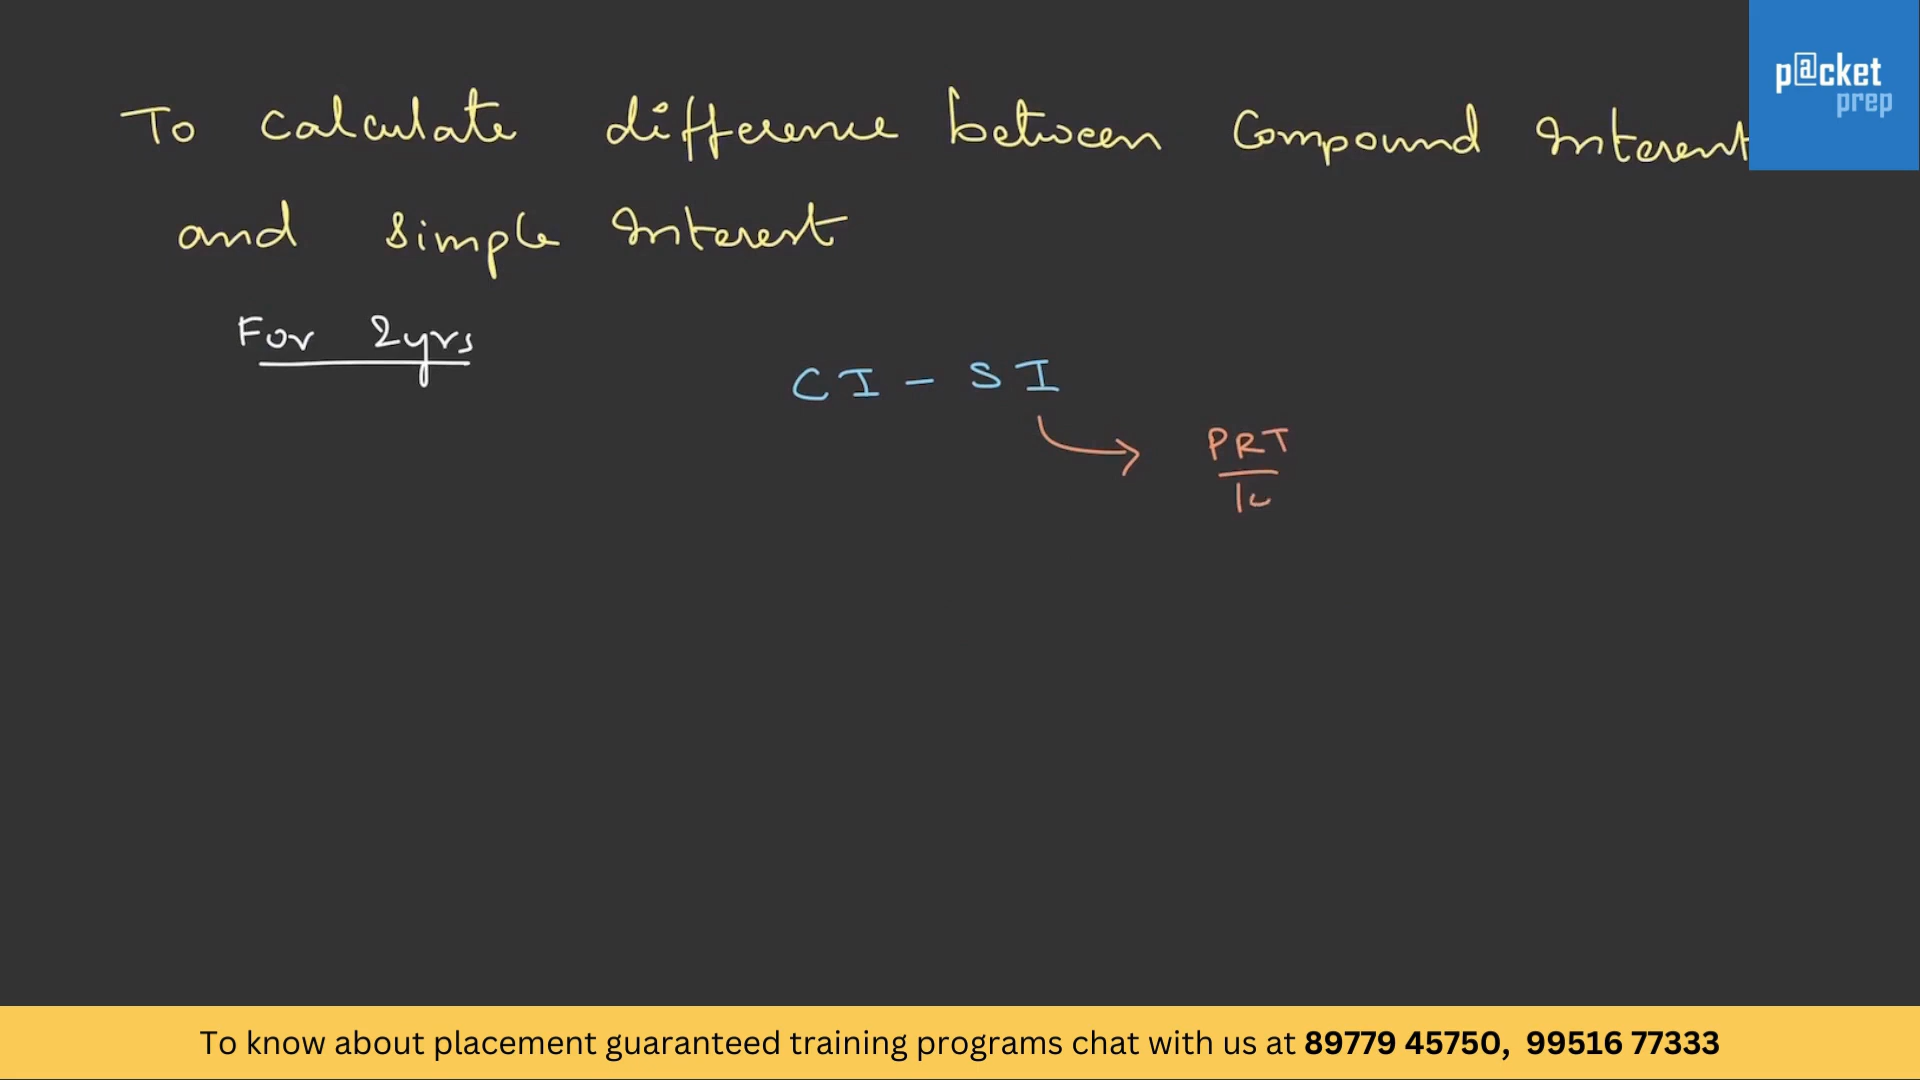 p@cket
prep
To calculate difference between Compound Interest
and Simple Interest
For 2yrs
CI - SI
PRT
10
To know about placement guaranteed training programs chat with us at 89779 45750, 99516 77333